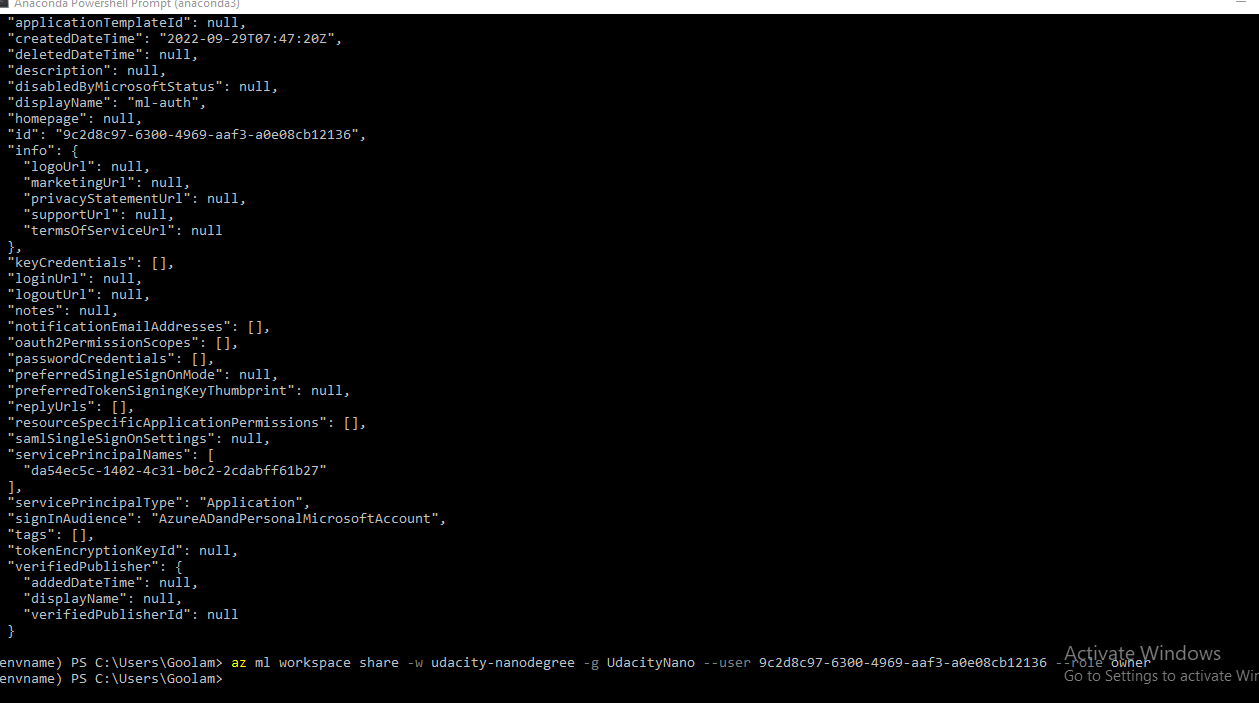 Anaconda Powershell Prompt (anaconda3)
"applicationTemplateId": null,
"createdDateTime": "2022-09-29T07:47:20Z",
"deletedDateTime": null,
"description": null,
"disabledByMicrosoftStatus": null,
"displayName": "ml-auth",
"homepage": null,
"id": "9c2d8c97-6300-4969-aaf3-a0e08cb12136",
"info": {
  "logoUrl": null,
  "marketingUrl": null,
  "privacyStatementUrl": null,
  "supportUrl": null,
  "termsOfServiceUrl": null
},
"keyCredentials": [],
"loginUrl": null,
"logoutUrl": null,
"notes": null,
"notificationEmailAddresses": [],
"oauth2PermissionScopes": [],
"passwordCredentials": [],
"preferredSingleSignOnMode": null,
"preferredTokenSigningKeyThumbprint": null,
"replyUrls": [],
"resourceSpecificApplicationPermissions": [],
"samlSingleSignOnSettings": null,
"servicePrincipalNames": [
  "da54ec5c-1402-4c31-b0c2-2cdabff61b27"
],
"servicePrincipalType": "Application",
"signInAudience": "AzureADandPersonalMicrosoftAccount",
"tags": [],
"tokenEncryptionKeyId": null,
"verifiedPublisher": {
  "addedDateTime": null,
  "displayName": null,
  "verifiedPublisherId": null
}
envname) PS C:\Users\Goolam> az ml workspace share -w udacity-nanodegree -g UdacityNano --user 9c2d8c97-6300-4969-aaf3-a0e08cb12136 --role owner
envname) PS C:\Users\Goolam>
Activate Windows
Go to Settings to activate Wir